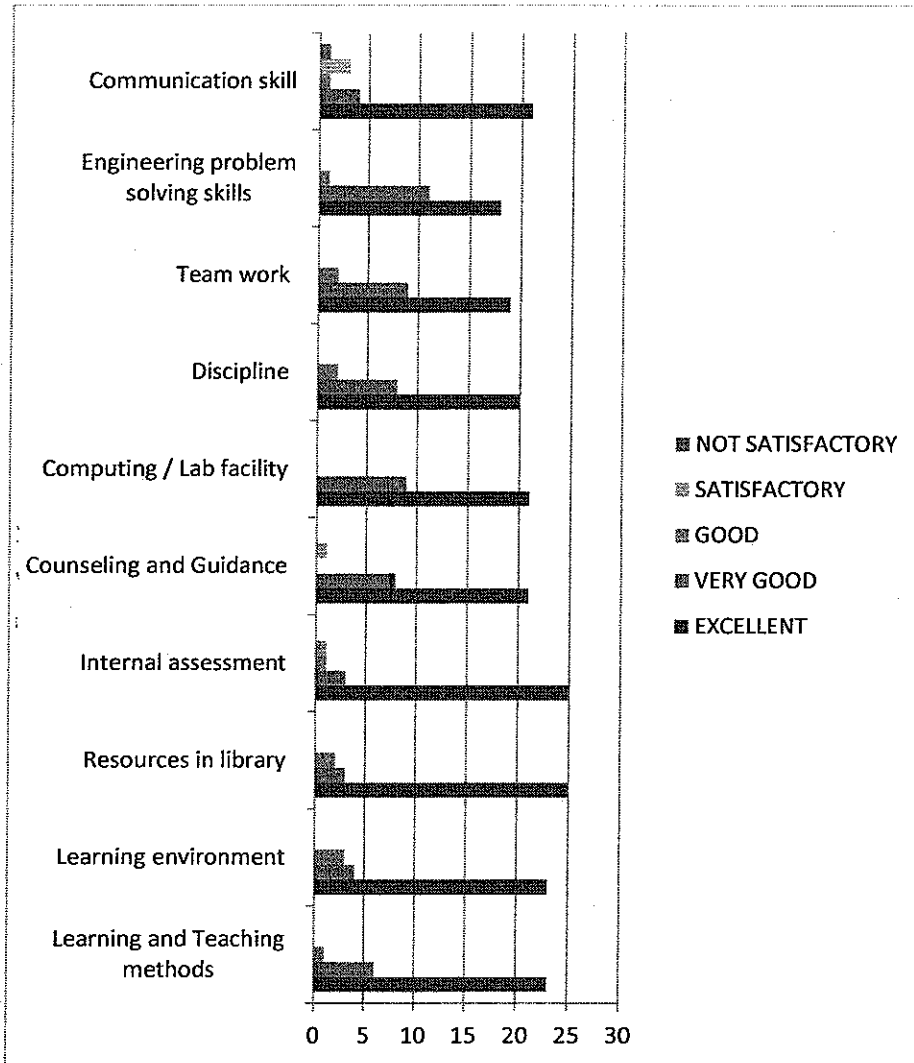 Communication skill
Engineering problem
solving skills
Team work
Discipline
Computing / Lab facility
Counseling and Guidance
Internal assessment
Resources in library
Learning environment
Learning and Teaching
methods
0 5 10 15 20 25 30
NOT SATISFACTORY
SATISFACTORY
GOOD
VERY GOOD
EXCELLENT